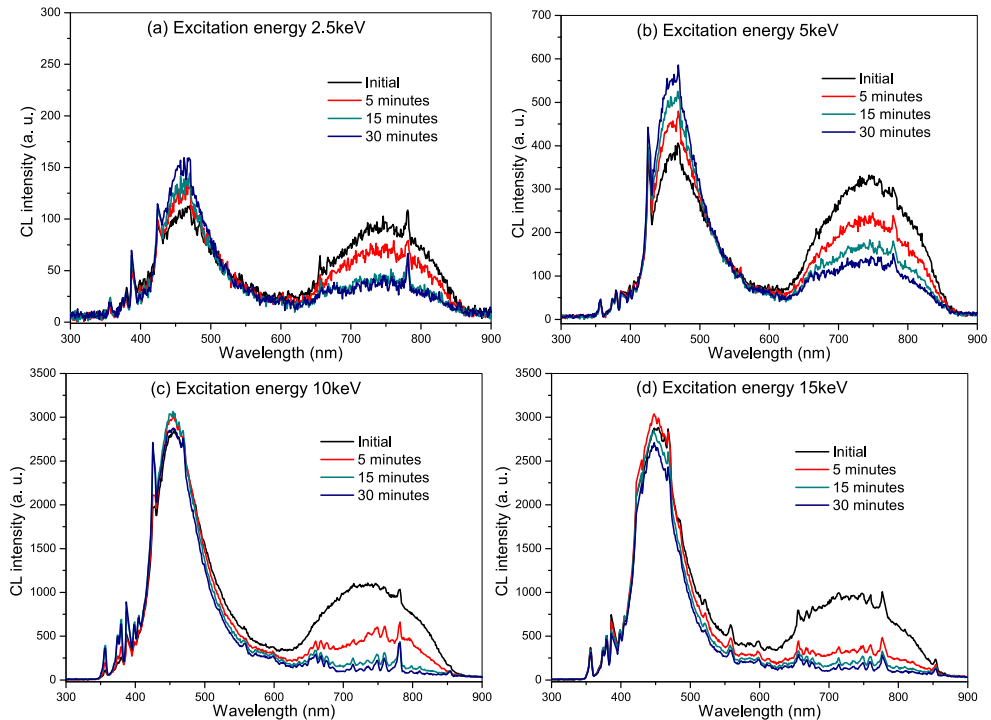 (a) Excitation energy 2.5keV
CL intensity (a. u.)
300
250
200
150
100
50
0
Initial
5 minutes
15 minutes
30 minutes
300 400 500 600 700 800 900
Wavelength (nm)
(b) Excitation energy 5keV
CL intensity (a. u.)
700
600
500
400
300
200
100
0
Initial
5 minutes
15 minutes
30 minutes
300 400 500 600 700 800 900
Wavelength (nm)
(c) Excitation energy 10keV
CL intensity (a. u.)
3500
3000
2500
2000
1500
1000
500
0
Initial
5 minutes
15 minutes
30 minutes
300 400 500 600 700 800 900
Wavelength (nm)
(d) Excitation energy 15keV
CL intensity (a. u.)
3500
3000
2500
2000
1500
1000
500
0
Initial
5 minutes
15 minutes
30 minutes
300 400 500 600 700 800 900
Wavelength (nm)